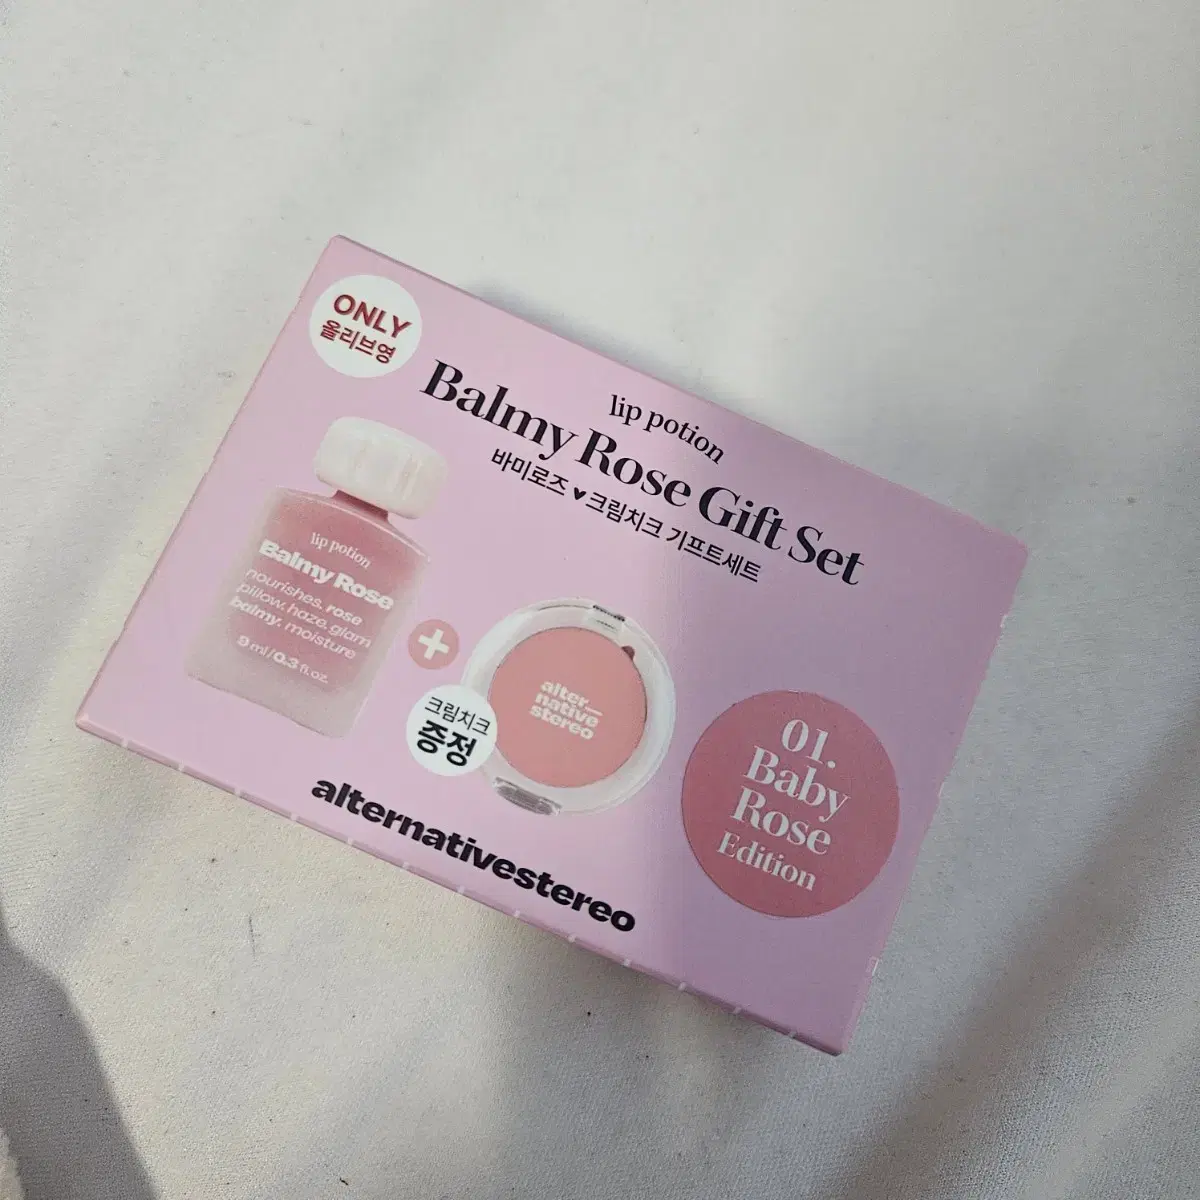 ONLY
올리브영
lip potion
Balmy Rose Gift Set
바미로즈 ♥ 크림치크 기프트세트
lip potion
Balmy Rose
nourishes. rose
pillow. haze. glam
balmy. moisture
9 ml / 0.3 fl.oz.
+
크림치크
증정
alter_
native
stereo
01.
Baby
Rose
Edition
alternativestereo